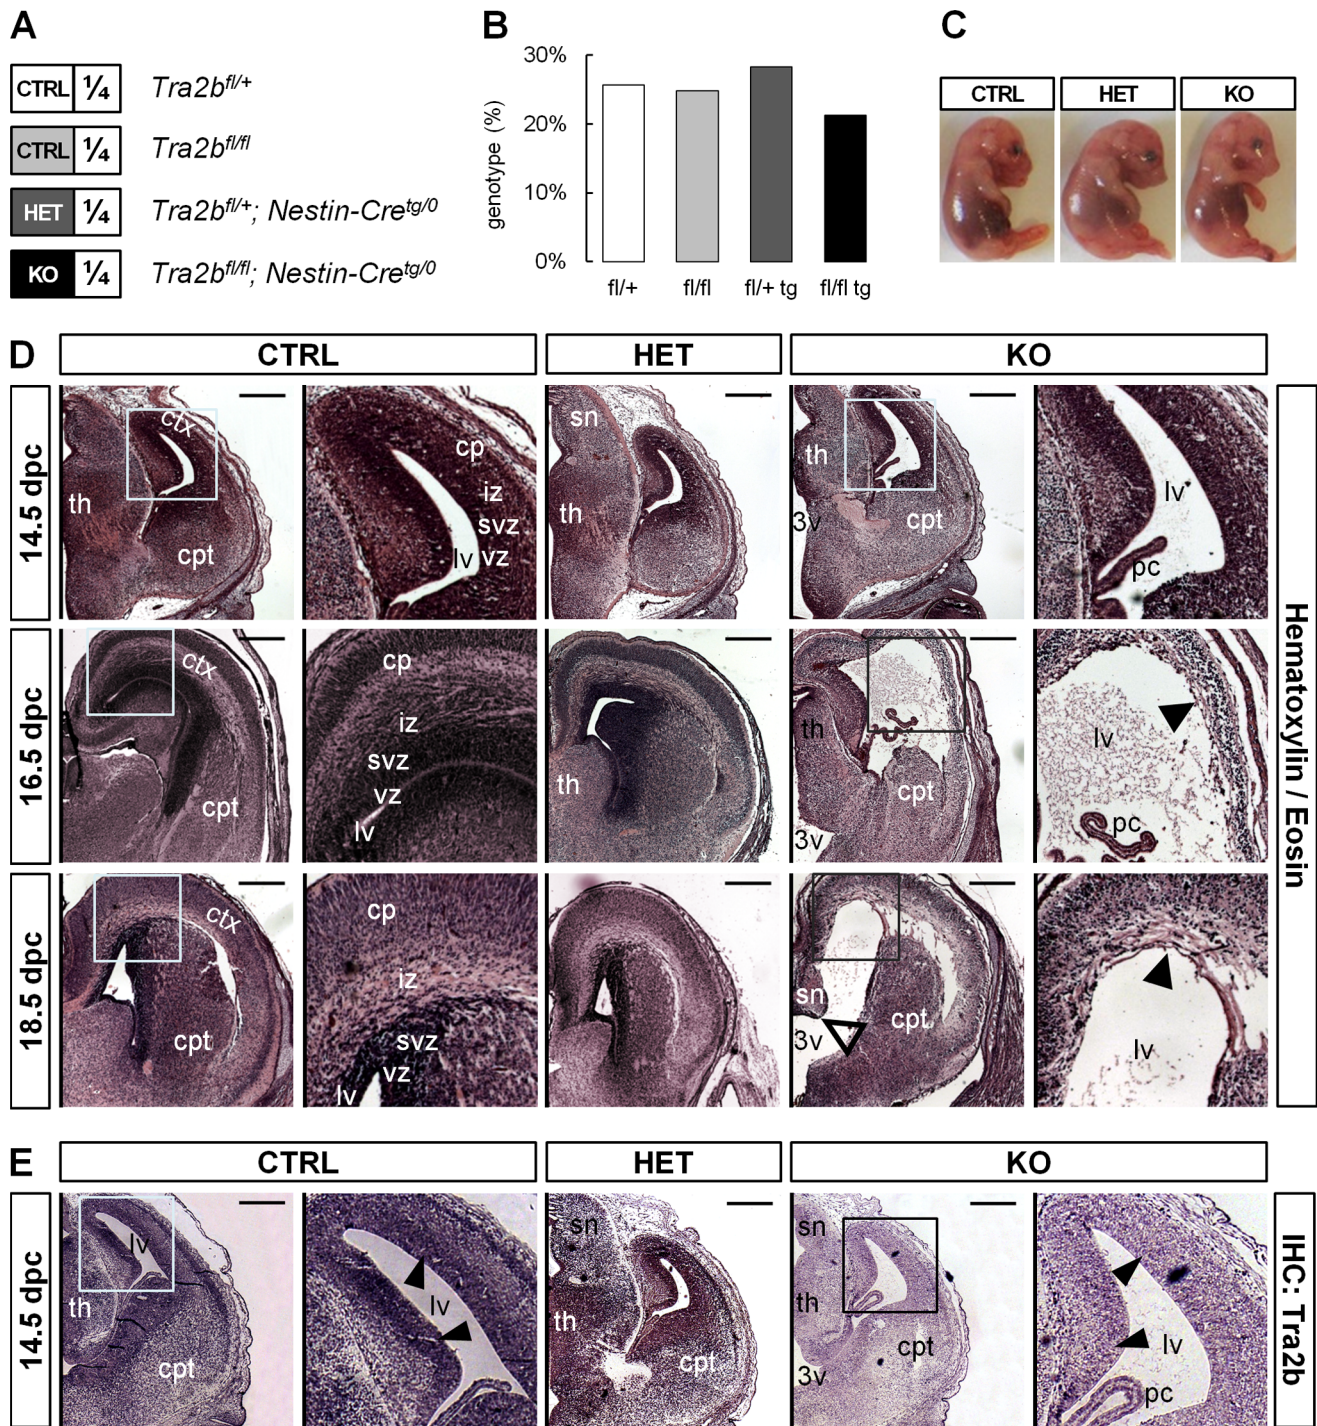 A
CTRL ¼ Tra2b^fl/+
CTRL ¼ Tra2b^fl/fl
HET ¼ Tra2b^fl/+; Nestin-Cre^tg/0
KO ¼ Tra2b^fl/fl; Nestin-Cre^tg/0
B
genotype (%)
30%
20%
10%
0%
fl/+ fl/fl fl/+ tg fl/fl tg
C
CTRL HET KO
D
CTRL HET KO
Hematoxylin / Eosin
14.5 dpc
ctx
th
cpt
cp
iz
svz
vz
lv
sn
th
th
3v
cpt
lv
pc
16.5 dpc
ctx
cpt
cp
iz
svz
vz
lv
th
th
cpt
3v
lv
pc
18.5 dpc
ctx
cpt
cp
iz
svz
vz
lv
sn
3v
cpt
lv
E
CTRL HET KO
IHC: Tra2b
14.5 dpc
lv
th
cpt
lv
sn
th
cpt
sn
th
3v
cpt
lv
pc